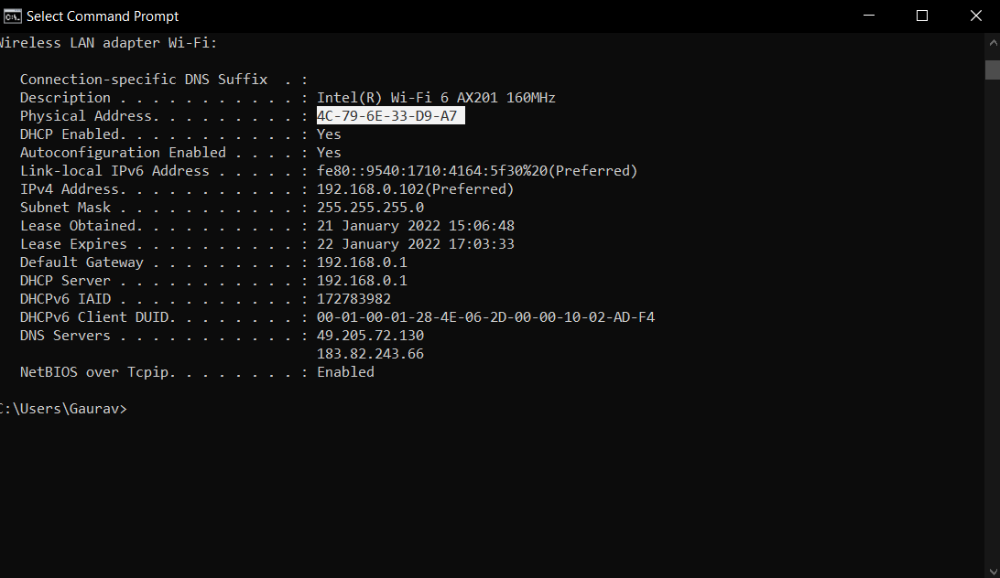 Select Command Prompt
Wireless LAN adapter Wi-Fi:
Connection-specific DNS Suffix  . :
Description . . . . . . . . . . . : Intel(R) Wi-Fi 6 AX201 160MHz
Physical Address. . . . . . . . . : 4C-79-6E-33-D9-A7
DHCP Enabled. . . . . . . . . . . : Yes
Autoconfiguration Enabled . . . . : Yes
Link-local IPv6 Address . . . . . : fe80::9540:1710:4164:5f30%20(Preferred)
IPv4 Address. . . . . . . . . . . : 192.168.0.102(Preferred)
Subnet Mask . . . . . . . . . . . : 255.255.255.0
Lease Obtained. . . . . . . . . . : 21 January 2022 15:06:48
Lease Expires . . . . . . . . . . : 22 January 2022 17:03:33
Default Gateway . . . . . . . . . : 192.168.0.1
DHCP Server . . . . . . . . . . . : 192.168.0.1
DHCPv6 IAID . . . . . . . . . . . : 172783982
DHCPv6 Client DUID. . . . . . . . : 00-01-00-01-28-4E-06-2D-00-00-10-02-AD-F4
DNS Servers . . . . . . . . . . . : 49.205.72.130
183.82.243.66
NetBIOS over Tcpip. . . . . . . . : Enabled
C:\Users\Gaurav>